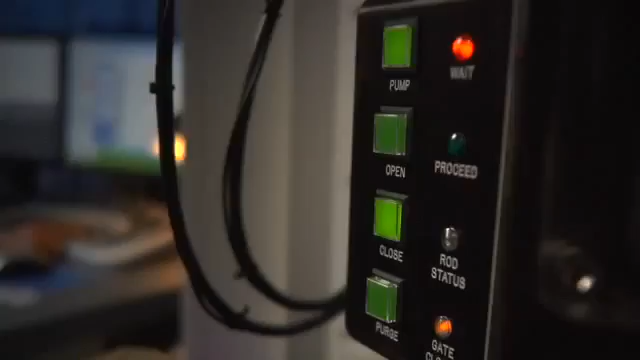 PUMP
WAIT
OPEN
PROCEED
CLOSE
ROD
STATUS
PURGE
GATE